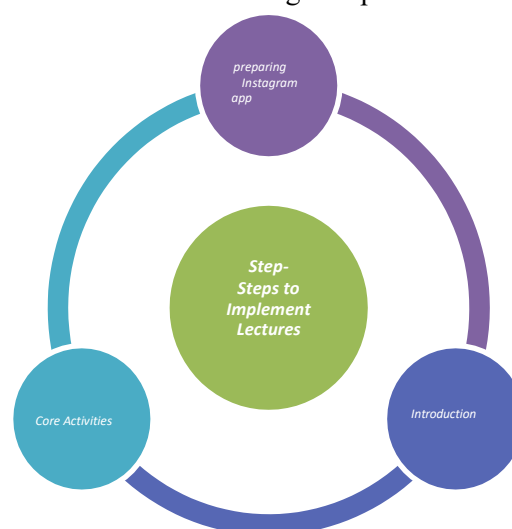 preparing
Instagram
app
Step-
Steps to
Implement
Lectures
Core Activities
Introduction